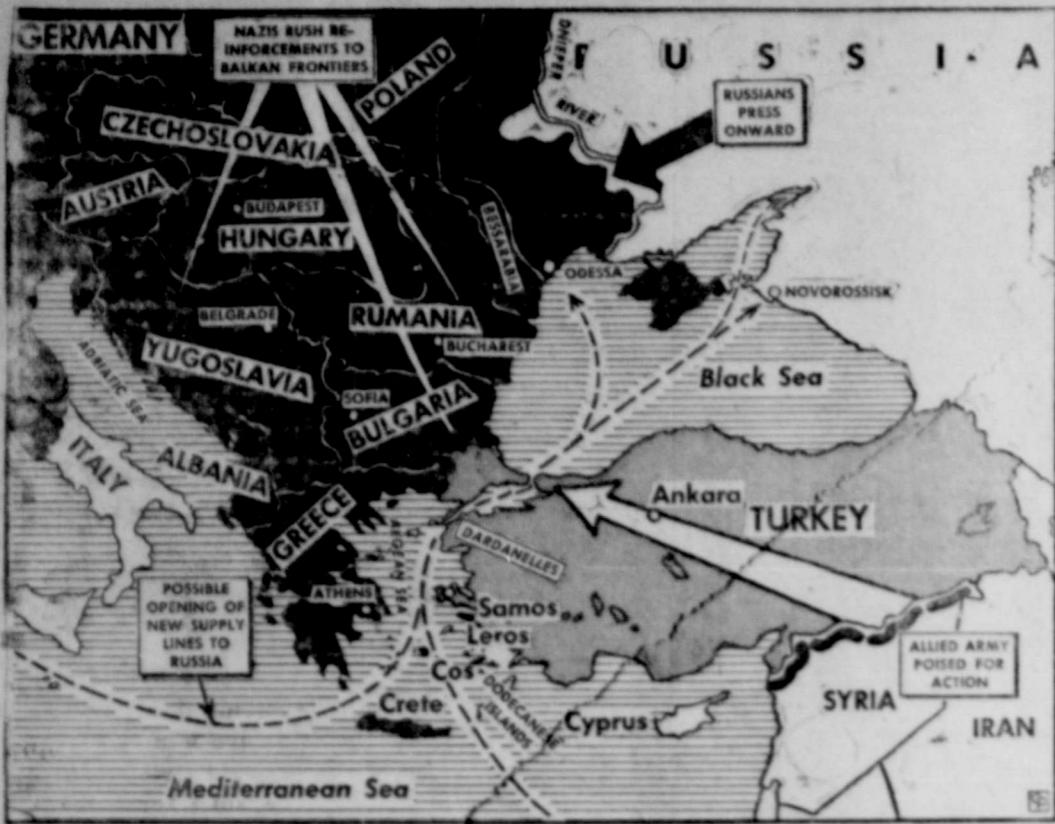 GERMANY
NAZIS RUSH RE-
INFORCEMENTS TO
BALKAN FRONTIERS
POLAND
DNIEPER
RIVER
RUSSIA
RUSSIANS
PRESS
ONWARD
CZECHOSLOVAKIA
AUSTRIA
BUDAPEST
HUNGARY
BESSARABIA
ODESSA
NOVOROSSISK
BELGRADE
RUMANIA
BUCHAREST
YUGOSLAVIA
ADRIATIC SEA
SOFIA
BULGARIA
Black Sea
ITALY
ALBANIA
GREECE
Ankara
TURKEY
AEGEAN SEA
DARDANELLES
ATHENS
POSSIBLE
OPENING OF
NEW SUPPLY
LINES TO
RUSSIA
Samos
Leros
Cos
DODECANESE
ISLANDS
Crete
Cyprus
ALLIED ARMY
POISED FOR
ACTION
SYRIA
IRAN
Mediterranean Sea